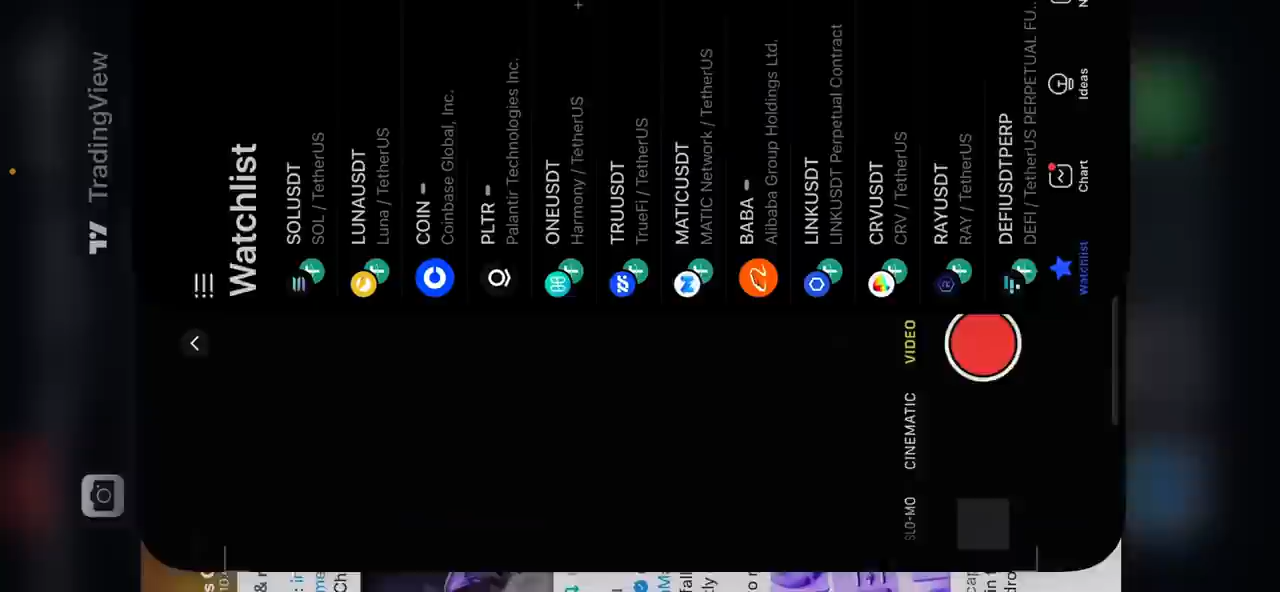 TradingView
Watchlist
SOLUSDT
SOL / TetherUS
LUNAUSDT
Luna / TetherUS
COIN
Coinbase Global, Inc.
PLTR
Palantir Technologies Inc.
ONEUSDT
Harmony / TetherUS
TRUUSDT
TrueFi / TetherUS
MATICUSDT
MATIC Network / TetherUS
BABA
Alibaba Group Holdings Ltd.
LINKUSDT
LINKUSDT Perpetual Contract
CRVUSDT
CRV / TetherUS
RAYUSDT
RAY / TetherUS
DEFIUSDTPERP
DEFI / TetherUS PERPETUAL FU...
Watchlist
Chart
Ideas
SLO-MO
CINEMATIC
VIDEO